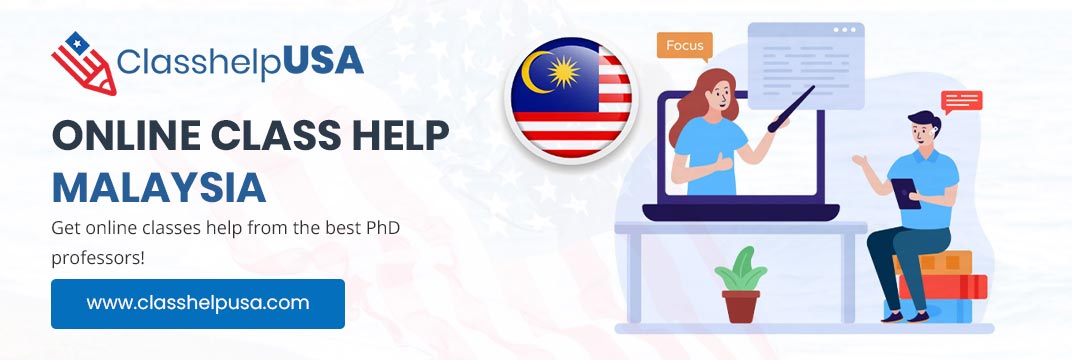 ClasshelpUSA
ONLINE CLASS HELP
MALAYSIA
Get online classes help from the best PhD
professors!
www.classhelpusa.com
Focus